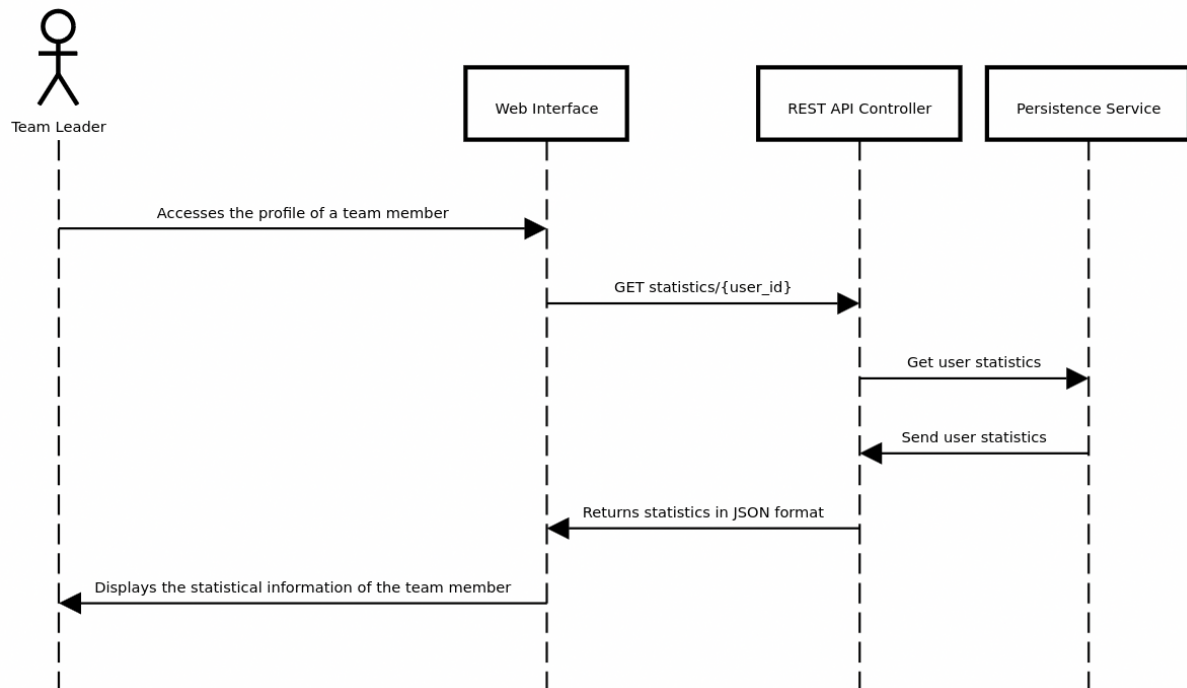 Team Leader
Web Interface
REST API Controller
Persistence Service
Accesses the profile of a team member
GET statistics/{user_id}
Get user statistics
Send user statistics
Returns statistics in JSON format
Displays the statistical information of the team member